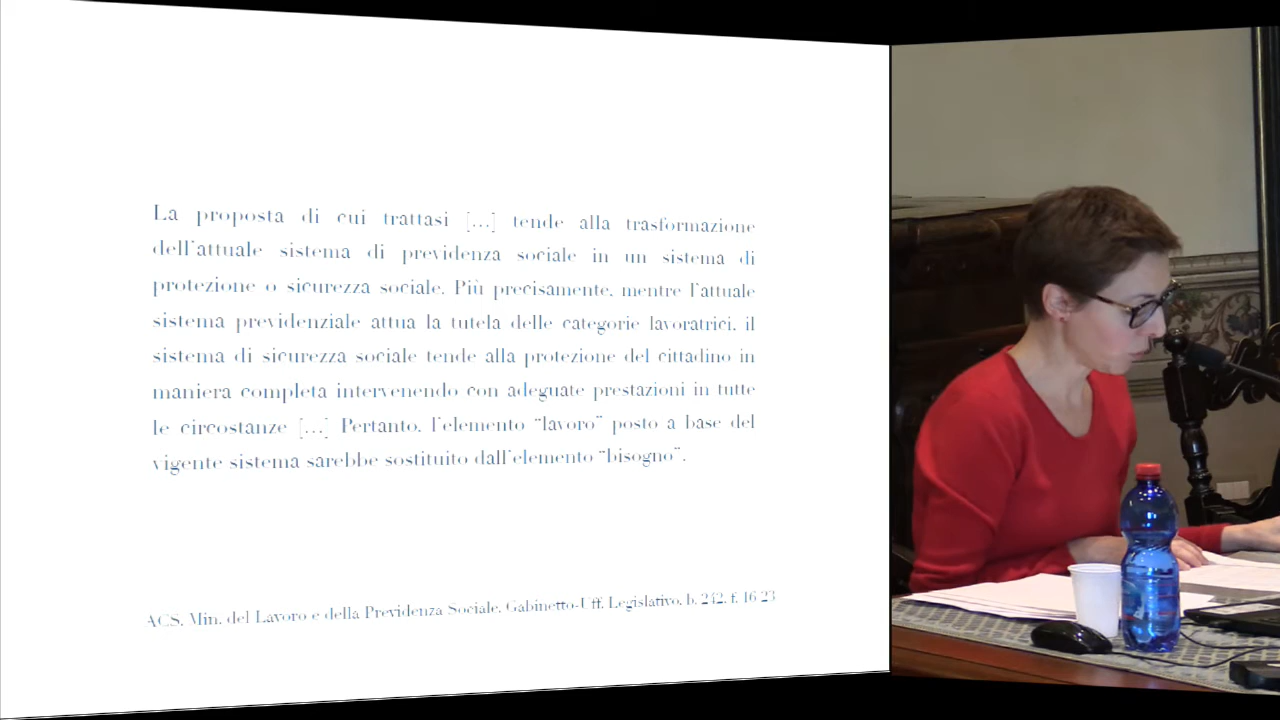 La proposta di cui trattasi [...] tende alla trasformazione
dell'attuale sistema di previdenza sociale in un sistema di
protezione o sicurezza sociale. Più precisamente, mentre l'attuale
sistema previdenziale attua la tutela delle categorie lavoratrici, il
sistema di sicurezza sociale tende alla protezione del cittadino in
maniera completa intervenendo con adeguate prestazioni in tutte
le circostanze [...] Pertanto, l'elemento “lavoro” posto a base del
vigente sistema sarebbe sostituito dall'elemento “bisogno”.
ACS, Min. del Lavoro e della Previdenza Sociale, Gabinetto-Uff. Legislativo, b. 242, f. 16/23